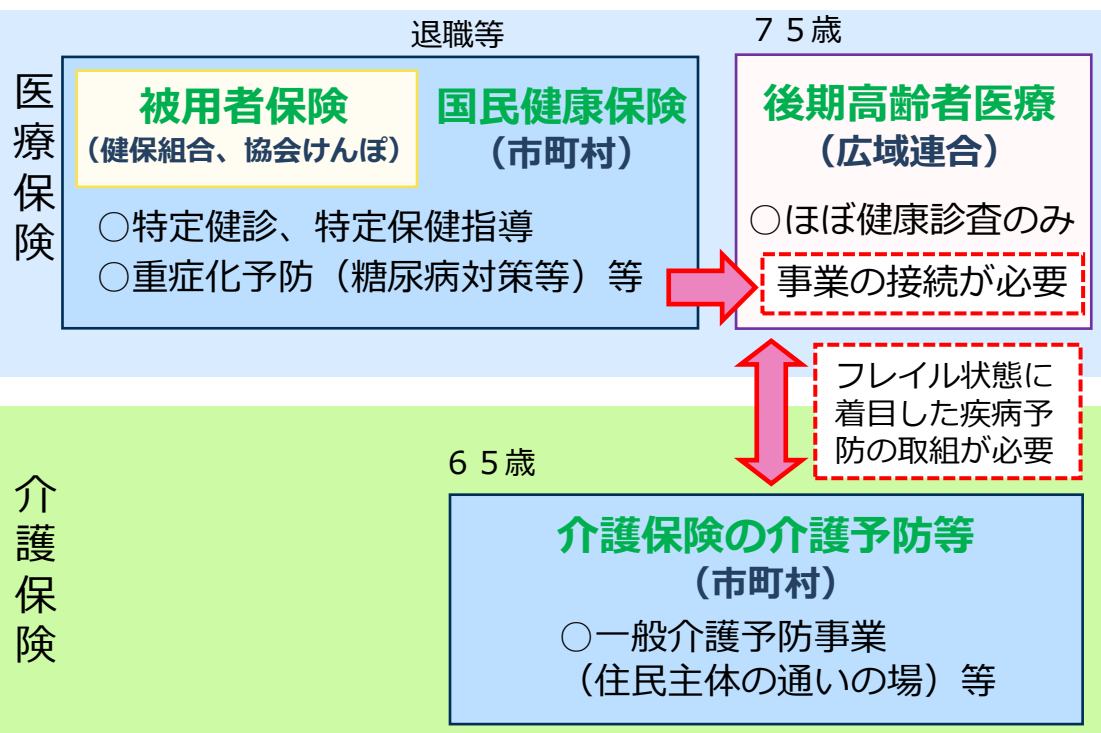 医療保険
退職等
７５歳
被用者保険
（健保組合、協会けんぽ）
国民健康保険
（市町村）
○特定健診、特定保健指導
○重症化予防（糖尿病対策等）等
後期高齢者医療
（広域連合）
○ほぼ健康診査のみ
事業の接続が必要
フレイル状態に
着目した疾病予
防の取組が必要
介護保険
６５歳
介護保険の介護予防等
（市町村）
○一般介護予防事業
（住民主体の通いの場）等